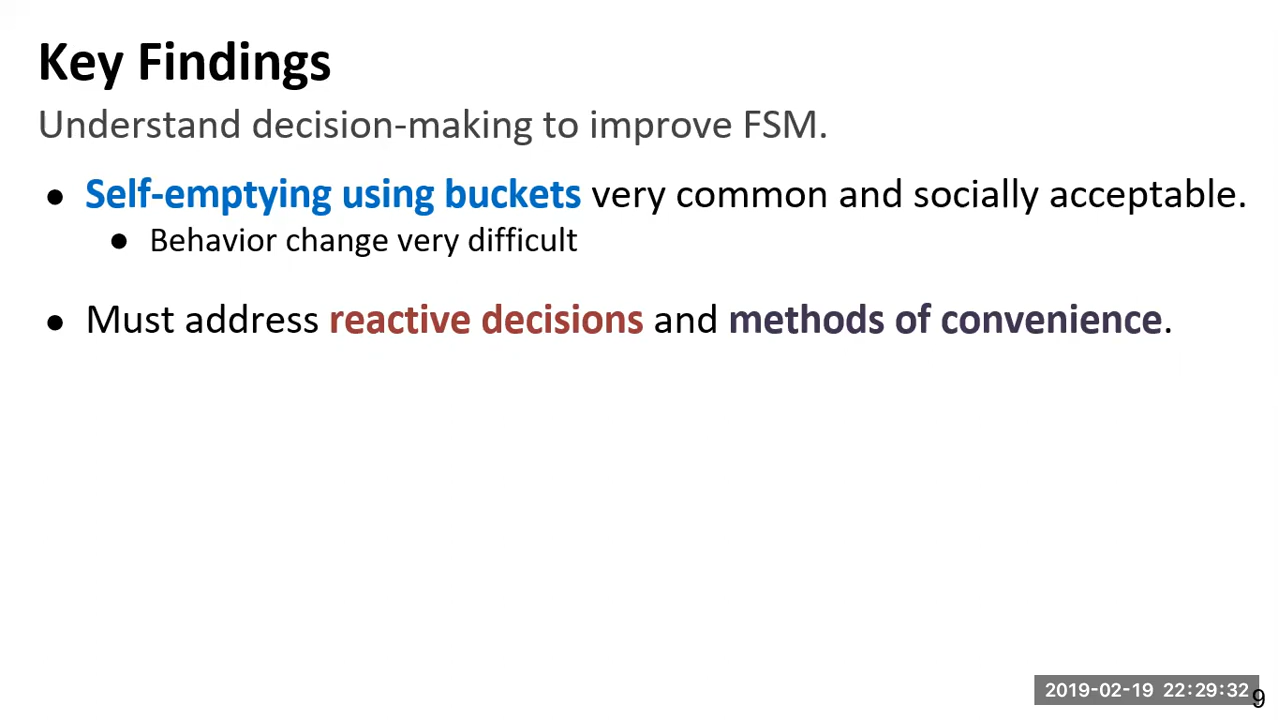 Key Findings
Understand decision-making to improve FSM.
● Self-emptying using buckets very common and socially acceptable.
● Behavior change very difficult
● Must address reactive decisions and methods of convenience.
2019-02-19 22:29:32
9